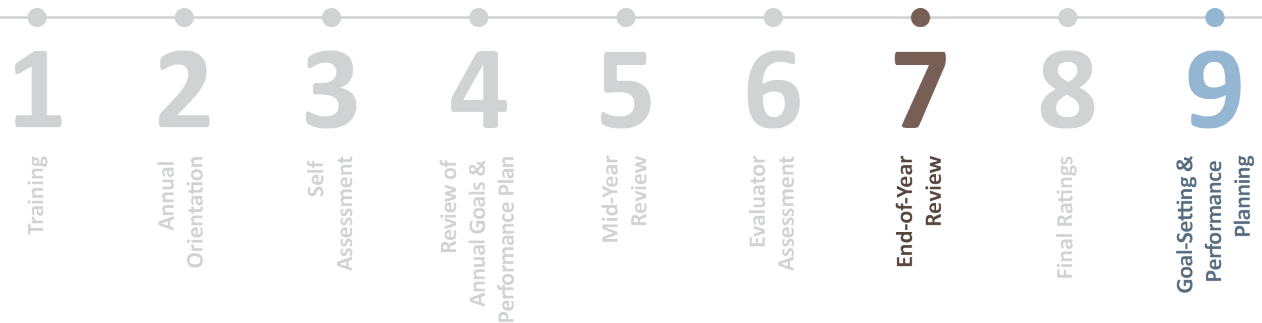 1
2
3
4
5
6
7
8
9
Training
Annual
Orientation
Self
Assessment
Review of
Annual Goals &
Performance Plan
Mid-Year
Review
Evaluator
Assessment
End-of-Year
Review
Final Ratings
Goal-Setting &
Performance
Planning